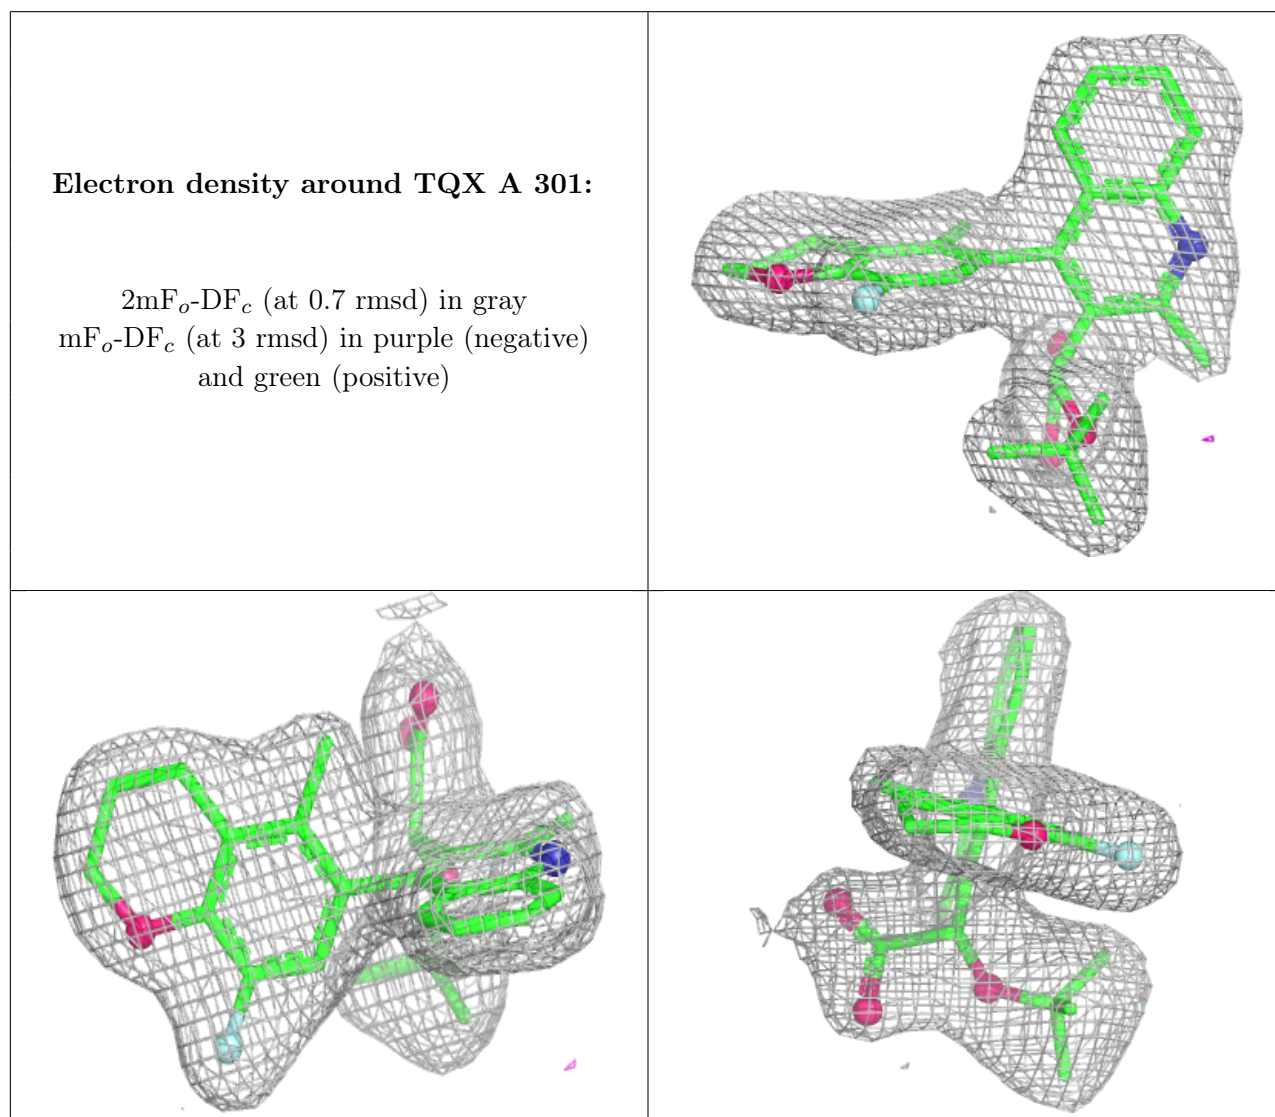 Electron density around TQX A 301:
2mFo-DFc (at 0.7 rmsd) in gray
mFo-DFc (at 3 rmsd) in purple (negative)
and green (positive)